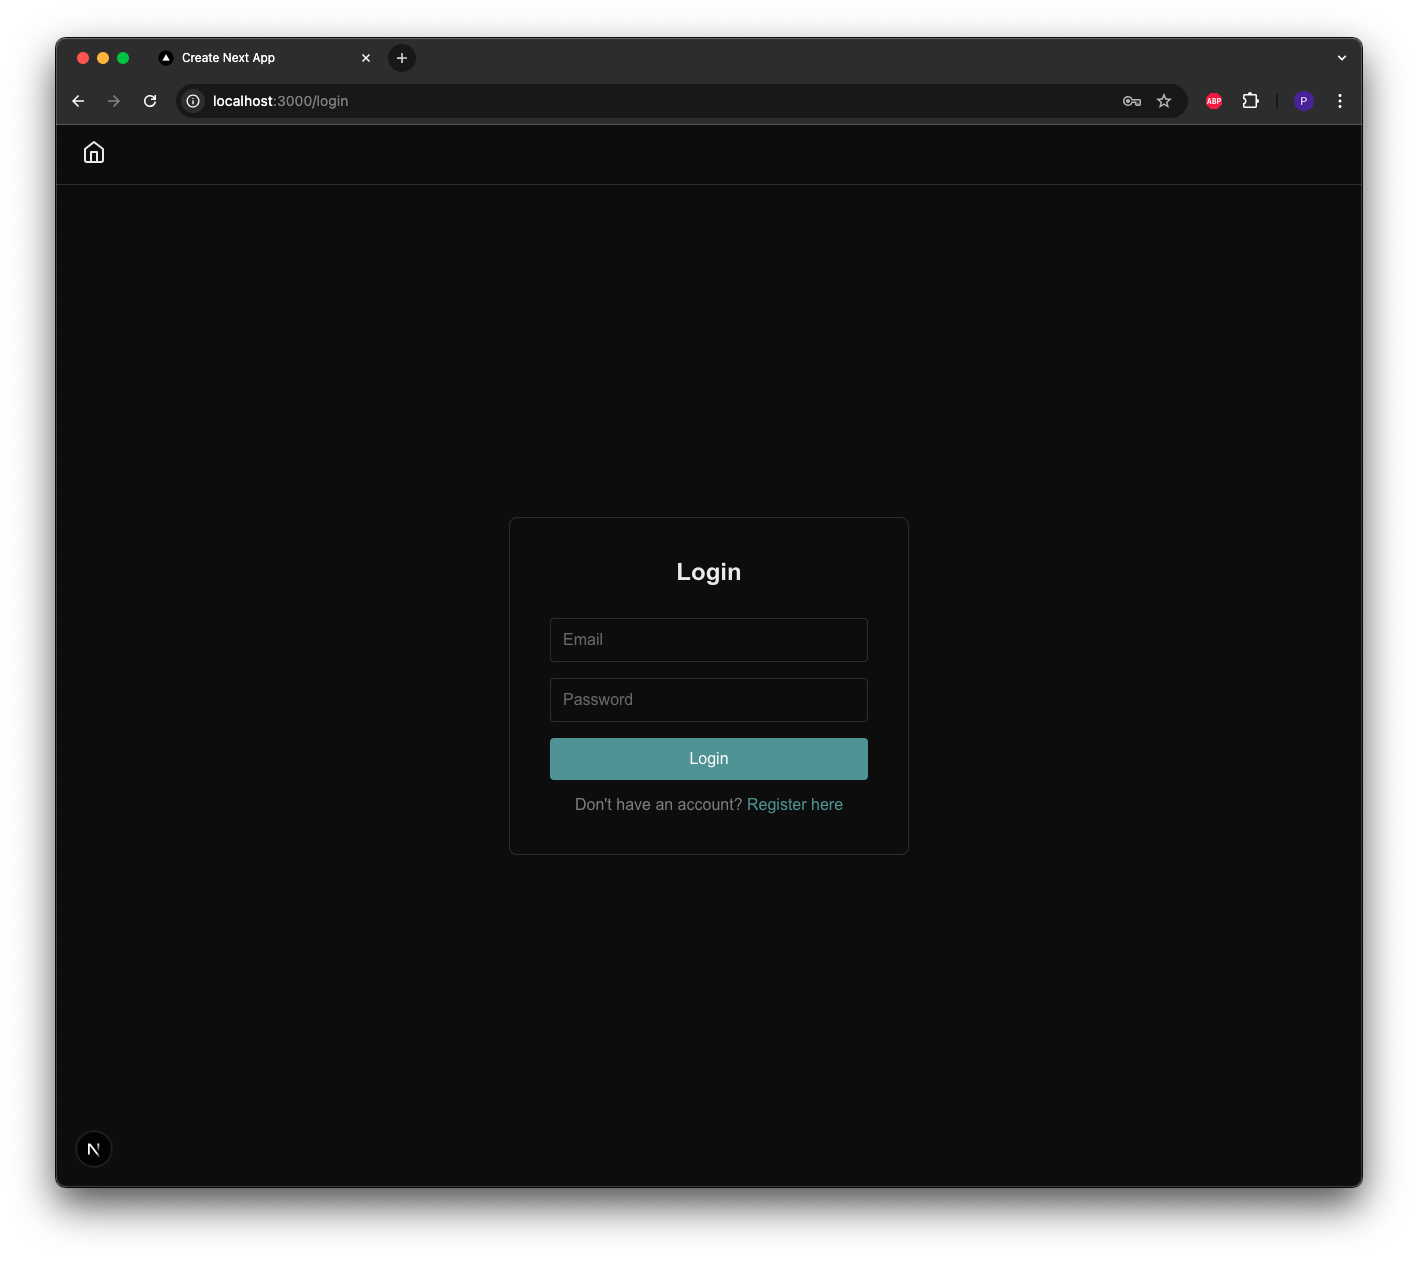 Create Next App
localhost:3000/login
ABP
P
Login
Email
Password
Login
Don't have an account? Register here
N